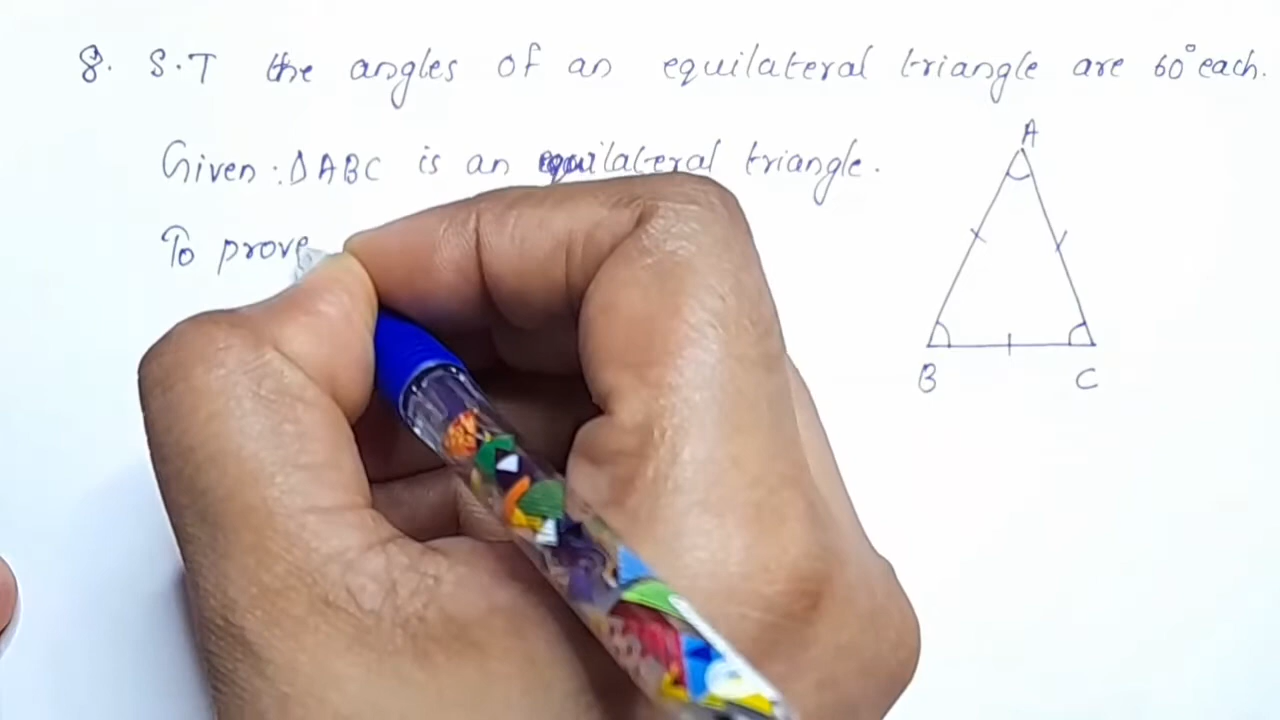 8. S.T the angles of an equilateral triangle are 60° each.
Given : ΔABC is an equilateral triangle.
To prove
A
B
C